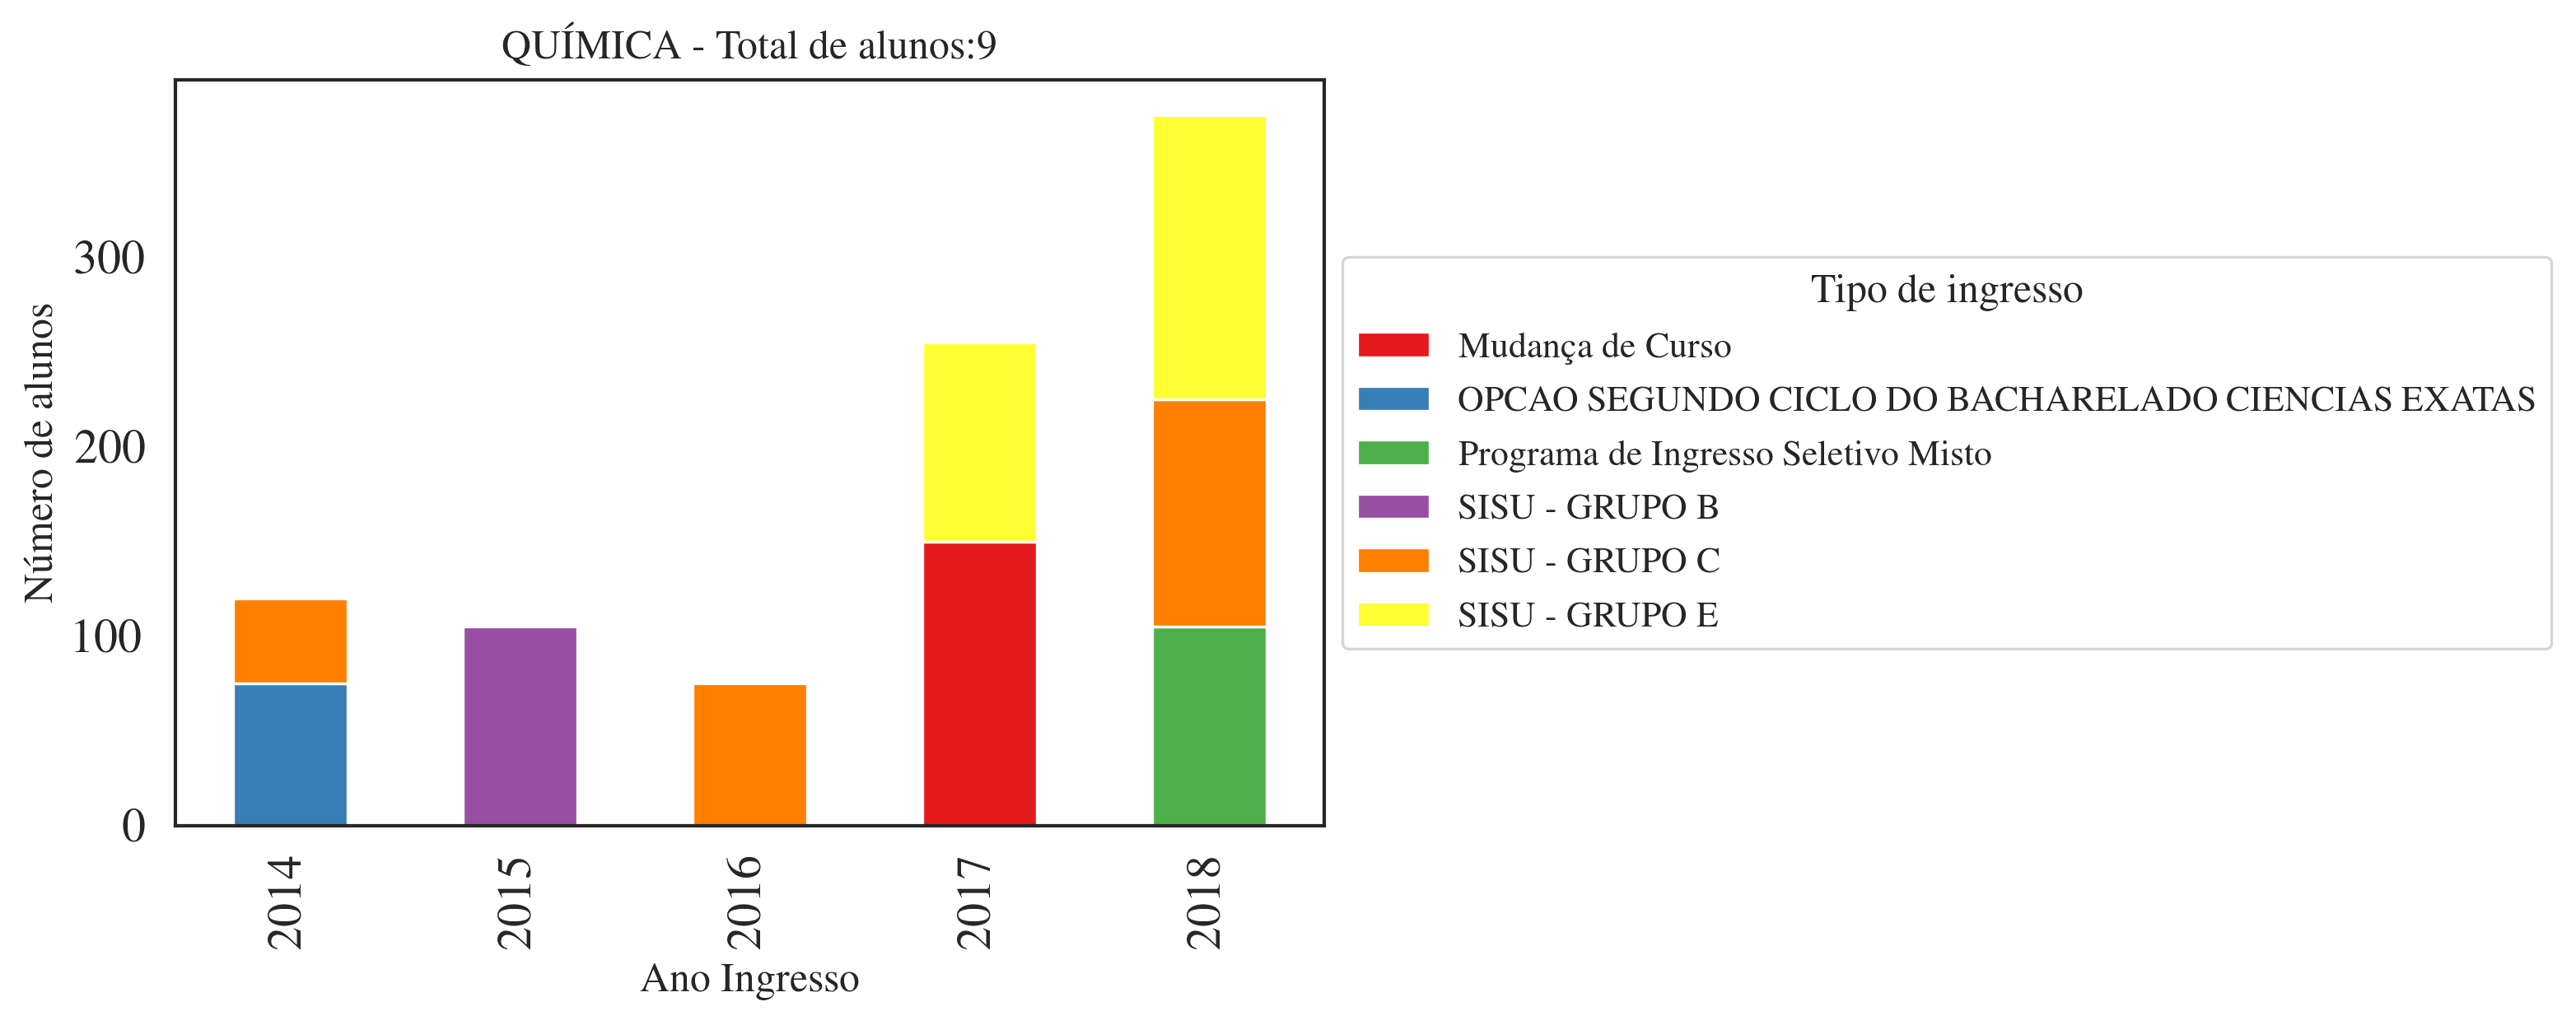 QUÍMICA - Total de alunos:9
Número de alunos
300
200
100
0
2014
2015
2016
2017
2018
Ano Ingresso
Tipo de ingresso
Mudança de Curso
OPCAO SEGUNDO CICLO DO BACHARELADO CIENCIAS EXATAS
Programa de Ingresso Seletivo Misto
SISU - GRUPO B
SISU - GRUPO C
SISU - GRUPO E